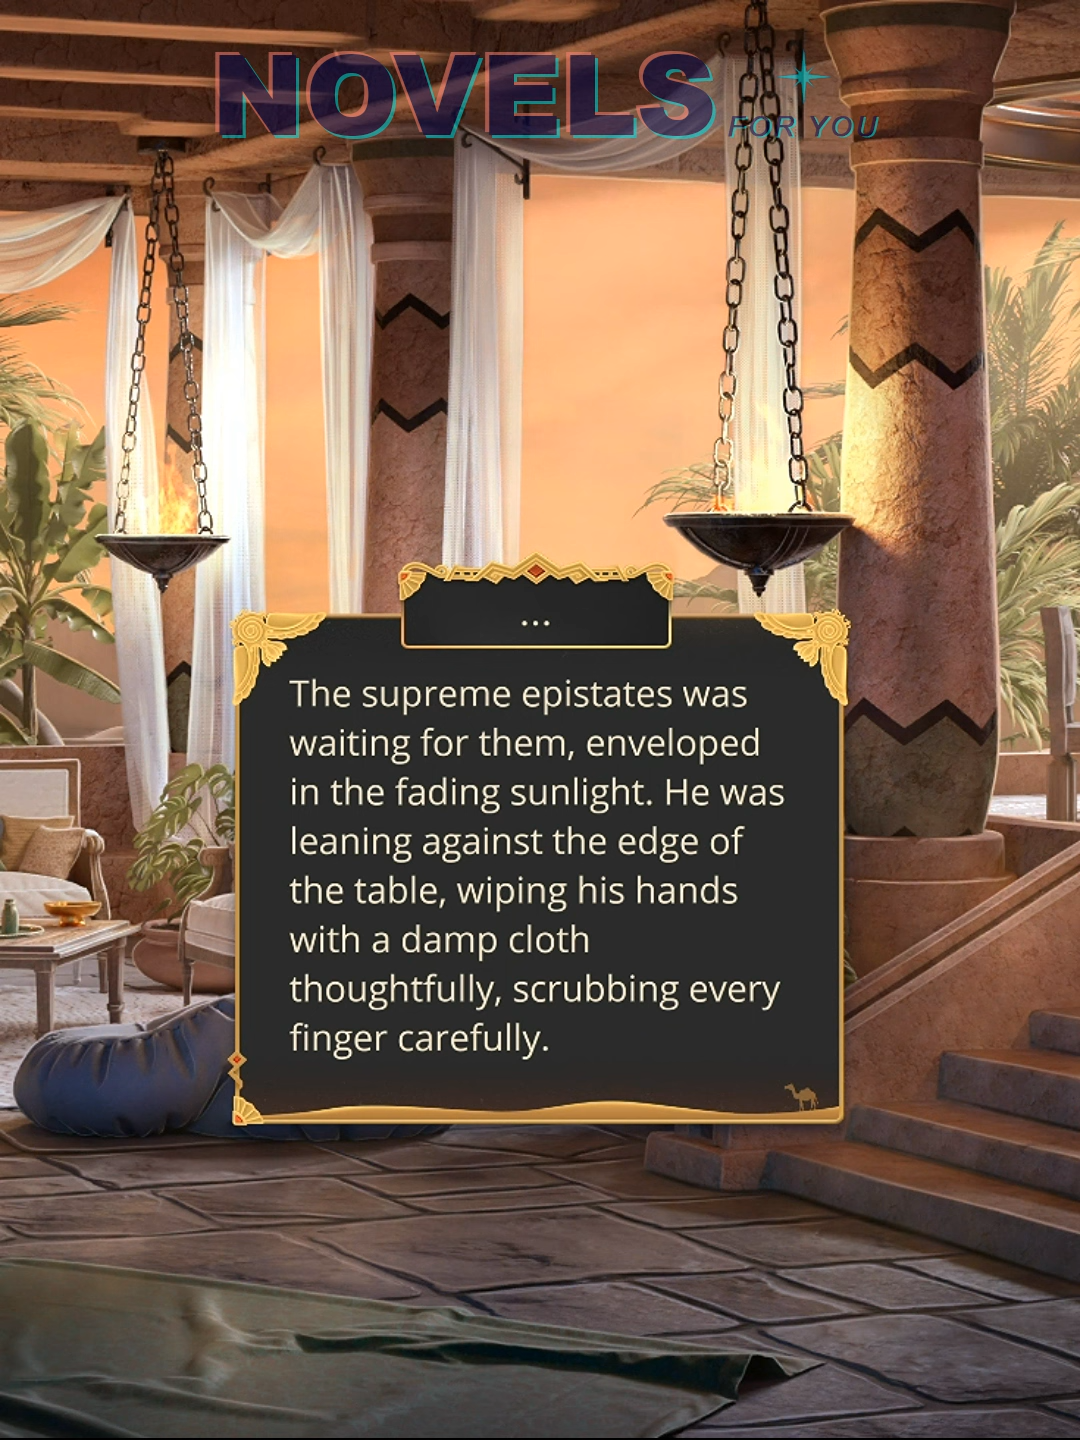 NOVELS
FOR YOU
...
The supreme epistates was
waiting for them, enveloped
in the fading sunlight. He was
leaning against the edge of
the table, wiping his hands
with a damp cloth
thoughtfully, scrubbing every
finger carefully.